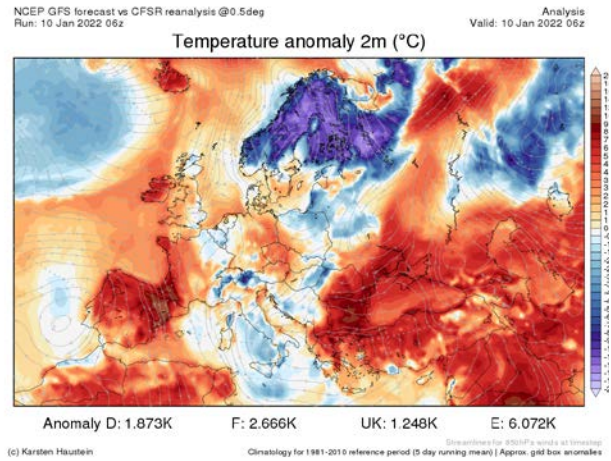 NCEP GFS forecast vs CFSR reanalysis @0.5deg
Run: 10 Jan 2022 06z
Analysis
Valid: 10 Jan 2022 06z
Temperature anomaly 2m (°C)
Anomaly D: 1.873K F: 2.666K UK: 1.248K E: 6.072K
Streamlines for 850hPa winds at timestep
(c) Karsten Haustein
Climatology for 1981-2010 reference period (5 day running mean) | Approx. grid box anomalies